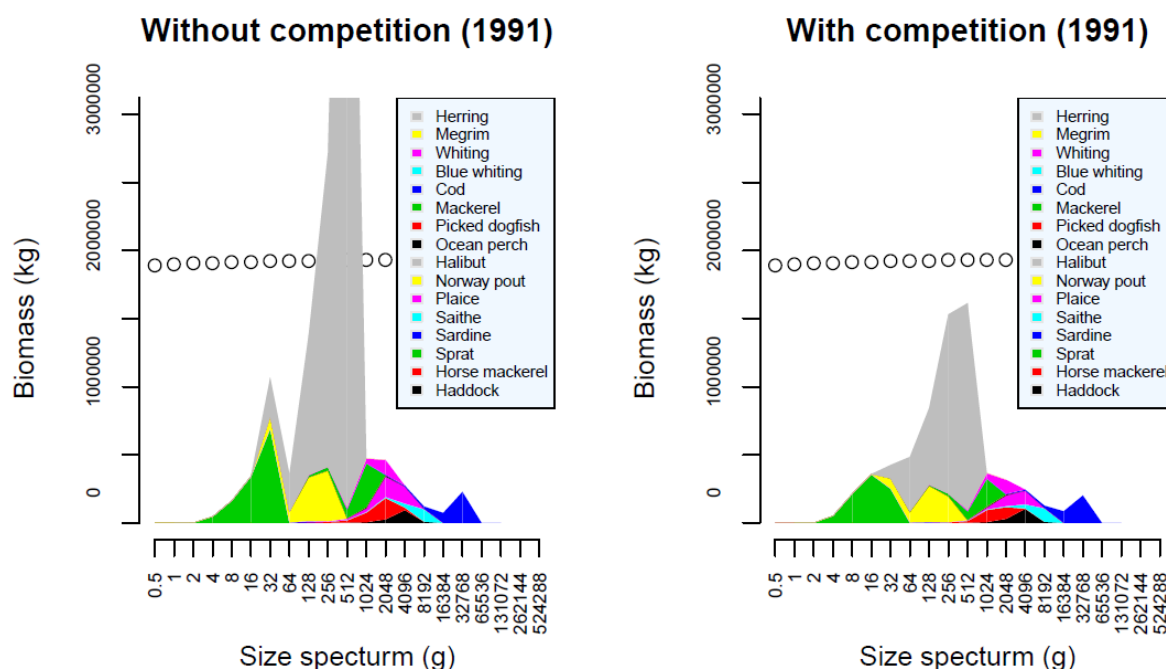 Without competition (1991)
Biomass (kg)
3000000
2000000
1000000
0
Herring
Megrim
Whiting
Blue whiting
Cod
Mackerel
Picked dogfish
Ocean perch
Halibut
Norway pout
Plaice
Saithe
Sardine
Sprat
Horse mackerel
Haddock
0.5
1
2
4
8
16
32
64
128
256
512
1024
2048
4096
8192
16384
32768
65536
131072
262144
524288
Size specturm (g)
With competition (1991)
Biomass (kg)
3000000
2000000
1000000
0
Herring
Megrim
Whiting
Blue whiting
Cod
Mackerel
Picked dogfish
Ocean perch
Halibut
Norway pout
Plaice
Saithe
Sardine
Sprat
Horse mackerel
Haddock
0.5
1
2
4
8
16
32
64
128
256
512
1024
2048
4096
8192
16384
32768
65536
131072
262144
524288
Size specturm (g)